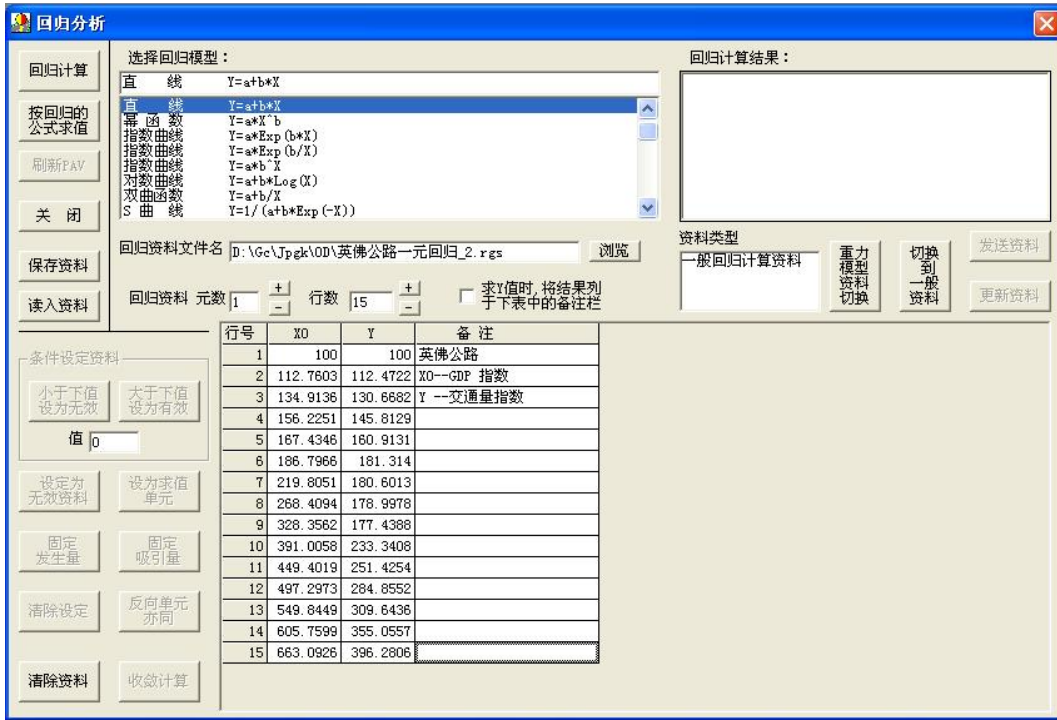 回归分析
回归计算
按回归的
公式求值
刷新PAV
关 闭
保存资料
读入资料
选择回归模型：
直 线 Y=a+b*X
直 线 Y=a+b*X
幂 函 数 Y=a*X^b
指数曲线 Y=a*Exp(b*X)
指数曲线 Y=a*Exp(b/X)
指数曲线 Y=a*b^X
对数曲线 Y=a+b*Log(X)
双曲函数 Y=a+b/X
S 曲 线 Y=1/(a+b*Exp(-X))
回归计算结果：
回归资料文件名 D:\Gc\Jpgk\OD\英佛公路一元回归_2.rgs 浏览
回归资料 元数 1 + - 行数 15 + -
求Y值时,将结果列
于下表中的备注栏
资料类型
一般回归计算资料
重力
模型
资料
切换
切换
到
一般
资料
发送资料
更新资料
条件设定资料
小于下值
设为无效
大于下值
设为有效
值 0
设定为
无效资料
设为求值
单元
固定
发生量
固定
吸引量
清除设定
反向单元
亦同
清除资料
收敛计算
行号 X0 Y 备 注
1 100 100 英佛公路
2 112.7603 112.4722 X0--GDP 指数
3 134.9136 130.6682 Y --交通量指数
4 156.2251 145.8129
5 167.4346 160.9131
6 186.7966 181.314
7 219.8051 180.6013
8 268.4094 178.9978
9 328.3562 177.4388
10 391.0058 233.3408
11 449.4019 251.4254
12 497.2973 284.8552
13 549.8449 309.6436
14 605.7599 355.0557
15 663.0926 396.2806